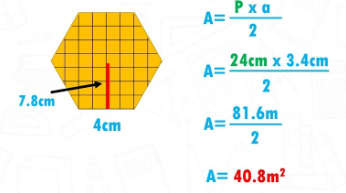 A= P x a
2
A= 24cm x 3.4cm
2
7.8cm
4cm
A= 81.6m
2
A= 40.8m²